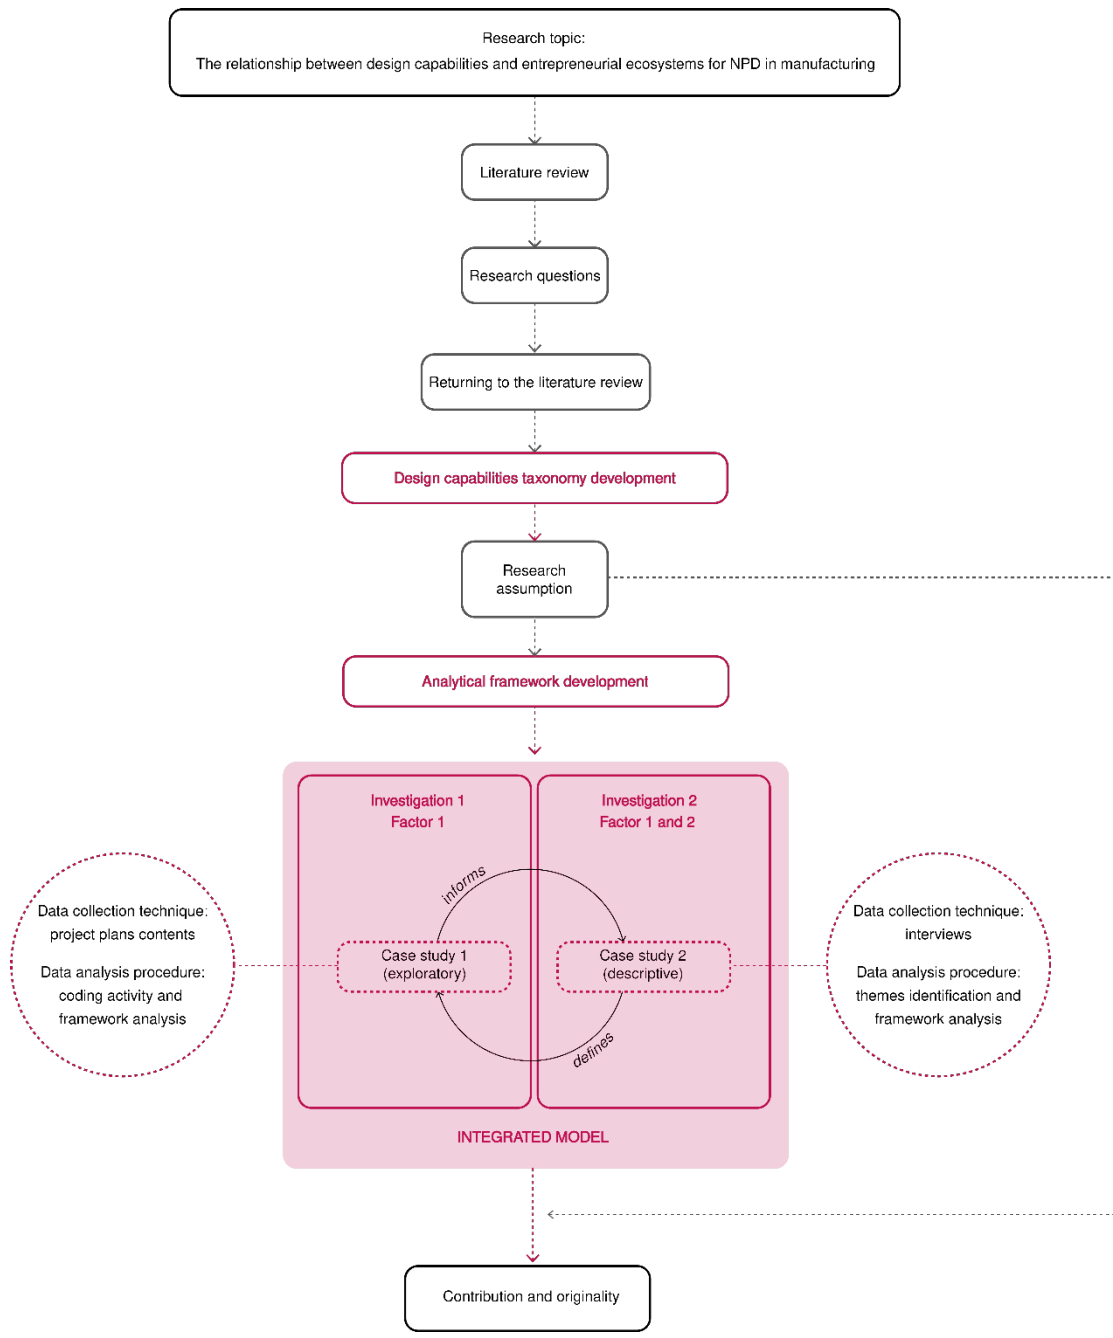 Research topic:
The relationship between design capabilities and entrepreneurial ecosystems for NPD in manufacturing
Literature review
Research questions
Returning to the literature review
Design capabilities taxonomy development
Research
assumption
Analytical framework development
Investigation 1
Factor 1
Investigation 2
Factor 1 and 2
informs
Data collection technique:
project plans contents
Data analysis procedure:
coding activity and
framework analysis
Case study 1
(exploratory)
Case study 2
(descriptive)
Data collection technique:
interviews
Data analysis procedure:
themes identification and
framework analysis
defines
INTEGRATED MODEL
Contribution and originality